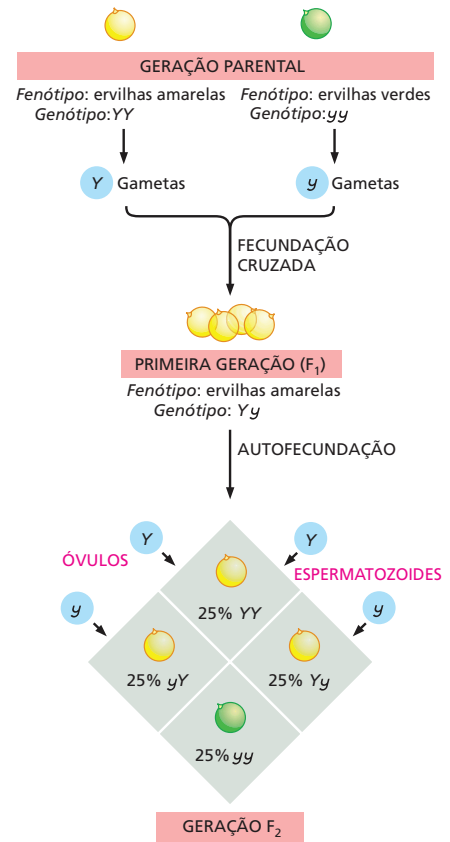 GERAÇÃO PARENTAL
Fenótipo: ervilhas amarelas
Genótipo:YY
Fenótipo: ervilhas verdes
Genótipo:yy
Y Gametas
y Gametas
FECUNDAÇÃO
CRUZADA
PRIMEIRA GERAÇÃO (F1)
Fenótipo: ervilhas amarelas
Genótipo: Yy
AUTOFECUNDAÇÃO
ÓVULOS
Y
Y
ESPERMATOZOIDES
y
y
25% YY
25% yY
25% Yy
25% yy
GERAÇÃO F2